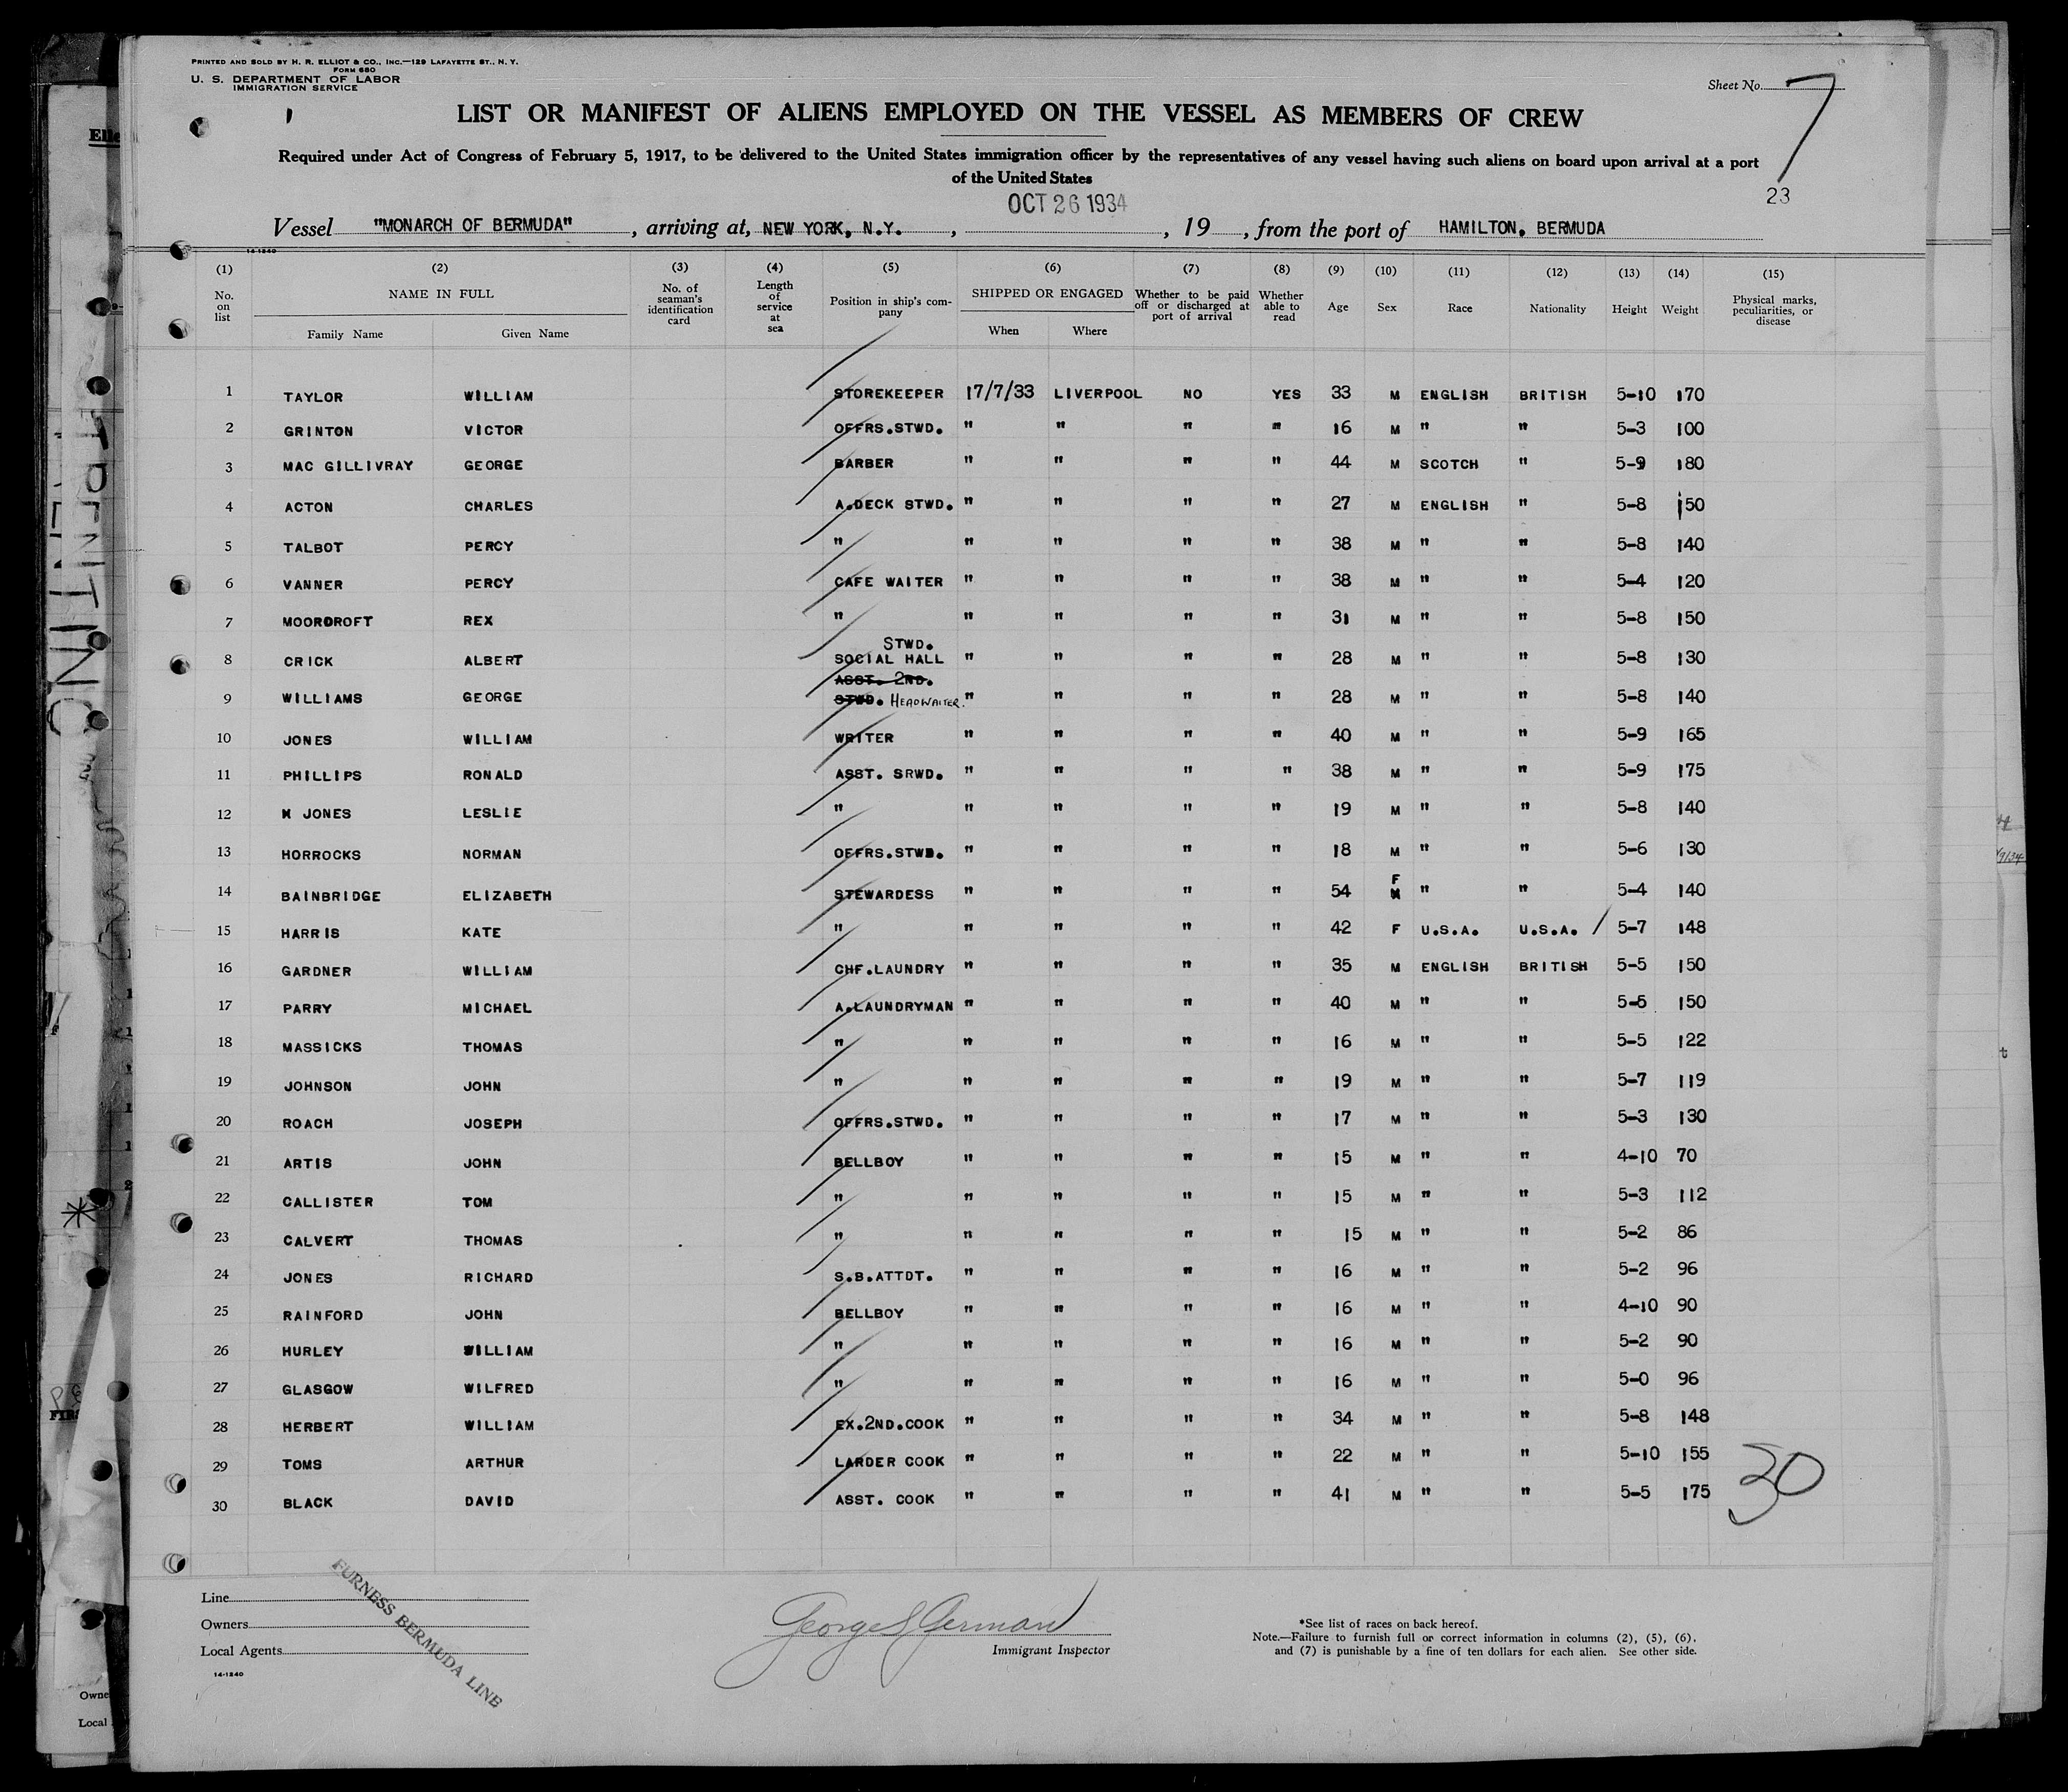 PRINTED AND SOLD BY H. R. ELLIOT & CO., INC.—129 LAFAYETTE ST., N. Y.
FORM 680
U. S. DEPARTMENT OF LABOR
IMMIGRATION SERVICE
Sheet No. 7
LIST OR MANIFEST OF ALIENS EMPLOYED ON THE VESSEL AS MEMBERS OF CREW
Required under Act of Congress of February 5, 1917, to be delivered to the United States immigration officer by the representatives of any vessel having such aliens on board upon arrival at a port
of the United States
23
OCT 26 1934
Vessel "MONARCH OF BERMUDA", arriving at, NEW YORK, N.Y. , , 19 , from the port of HAMILTON, BERMUDA
14-1240
(1) (2) (3) (4) (5) (6) (7) (8) (9) (10) (11) (12) (13) (14) (15)
No. on list NAME IN FULL Family Name Given Name No. of seaman's identification card Length of service at sea Position in ship's company SHIPPED OR ENGAGED When Where Whether to be paid off or discharged at port of arrival Whether able to read Age Sex Race Nationality Height Weight Physical marks, peculiarities, or disease
1 TAYLOR WILLIAM STOREKEEPER 17/7/33 LIVERPOOL NO YES 33 M ENGLISH BRITISH 5-10 170
2 GRINTON VICTOR OFFRS.STWD. " " " " 16 M " " 5-3 100
3 MAC GILLIVRAY GEORGE BARBER " " " " 44 M SCOTCH " 5-9 180
4 ACTON CHARLES A.DECK STWD. " " " " 27 M ENGLISH " 5-8 150
5 TALBOT PERCY " " " " " 38 M " " 5-8 140
6 VANNER PERCY CAFE WAITER " " " " 38 M " " 5-4 120
7 MOORDROFT REX " " " " " 31 M " " 5-8 150
STWD.
8 CRICK ALBERT SOCIAL HALL " " " " 28 M " " 5-8 130
ASST. 2ND.
9 WILLIAMS GEORGE STWD. HEADWAITER. " " " " 28 M " " 5-8 140
10 JONES WILLIAM WRITER " " " " 40 M " " 5-9 165
11 PHILLIPS RONALD ASST. SRWD. " " " " 38 M " " 5-9 175
12 M JONES LESLIE " " " " " 19 M " " 5-8 140
13 HORROCKS NORMAN OFFRS.STWD. " " " " 18 M " " 5-6 130
14 BAINBRIDGE ELIZABETH STEWARDESS " " " " 54 F M " " 5-4 140
15 HARRIS KATE " " " " " 42 F U.S.A. U.S.A. / 5-7 148
16 GARDNER WILLIAM CHF.LAUNDRY " " " " 35 M ENGLISH BRITISH 5-5 150
17 PARRY MICHAEL A.LAUNDRYMAN " " " " 40 M " " 5-5 150
18 MASSICKS THOMAS " " " " " 16 M " " 5-5 122
19 JOHNSON JOHN " " " " " 19 M " " 5-7 119
20 ROACH JOSEPH OFFRS.STWD. " " " " 17 M " " 5-3 130
21 ARTIS JOHN BELLBOY " " " " 15 M " " 4-10 70
22 CALLISTER TOM " " " " " 15 M " " 5-3 112
23 CALVERT THOMAS " " " " " 15 M " " 5-2 86
24 JONES RICHARD S.B.ATTDT. " " " " 16 M " " 5-2 96
25 RAINFORD JOHN BELLBOY " " " " 16 M " " 4-10 90
26 HURLEY WILLIAM " " " " " 16 M " " 5-2 90
27 GLASGOW WILFRED " " " " " 16 M " " 5-0 96
28 HERBERT WILLIAM EX.2ND.COOK " " " " 34 M " " 5-8 148
29 TOMS ARTHUR LARDER COOK " " " " 22 M " " 5-10 155
30 BLACK DAVID ASST. COOK " " " " 41 M " " 5-5 175
30
Line
Owners
Local Agents
14-1240
FURNESS BERMUDA LINE
George S German
Immigrant Inspector
*See list of races on back hereof.
Note.—Failure to furnish full or correct information in columns (2), (5), (6),
and (7) is punishable by a fine of ten dollars for each alien. See other side.